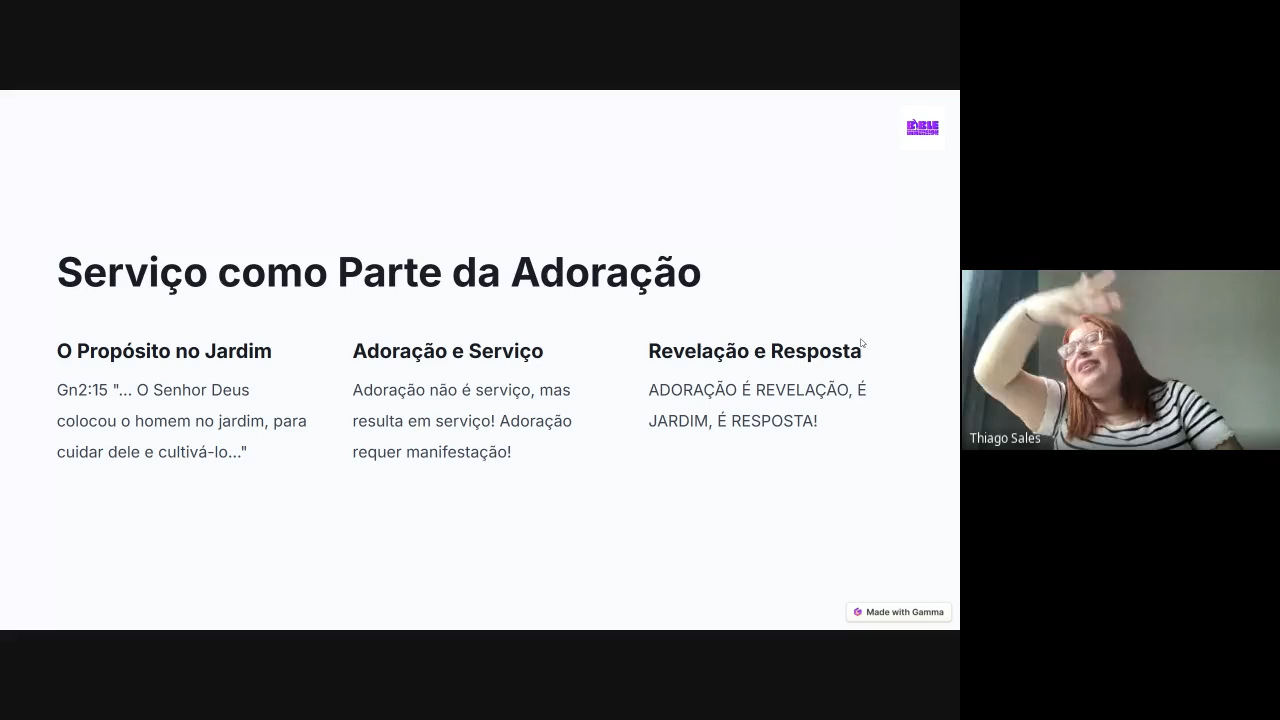 BIBLE
Serviço como Parte da Adoração
O Propósito no Jardim
Gn2:15 "... O Senhor Deus
colocou o homem no jardim, para
cuidar dele e cultivá-lo..."
Adoração e Serviço
Adoração não é serviço, mas
resulta em serviço! Adoração
requer manifestação!
Revelação e Resposta
ADORAÇÃO É REVELAÇÃO, É
JARDIM, É RESPOSTA!
Thiago Sales
Made with Gamma